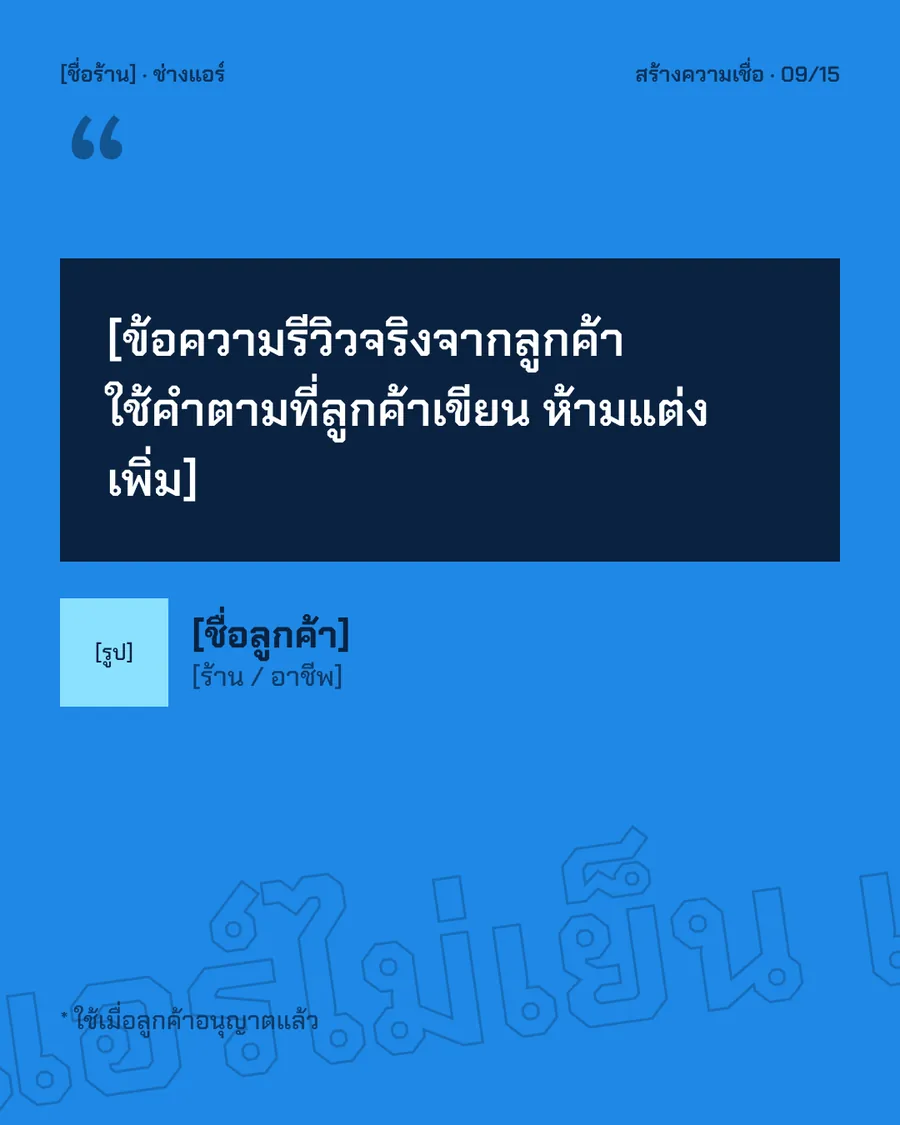 [ชื่อร้าน] · ช่างแอร์
สร้างความเชื่อ · 09/15
“
[ข้อความรีวิวจริงจากลูกค้า
ใช้คำตามที่ลูกค้าเขียน ห้ามแต่ง
เพิ่ม]
[รูป]
[ชื่อลูกค้า]
[ร้าน / อาชีพ]
แอร์ไม่เย็น แ
* ใช้เมื่อลูกค้าอนุญาตแล้ว